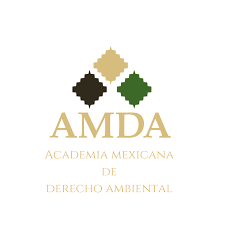 AMDA
ACADEMIA MEXICANA
DE
DERECHO AMBIENTAL